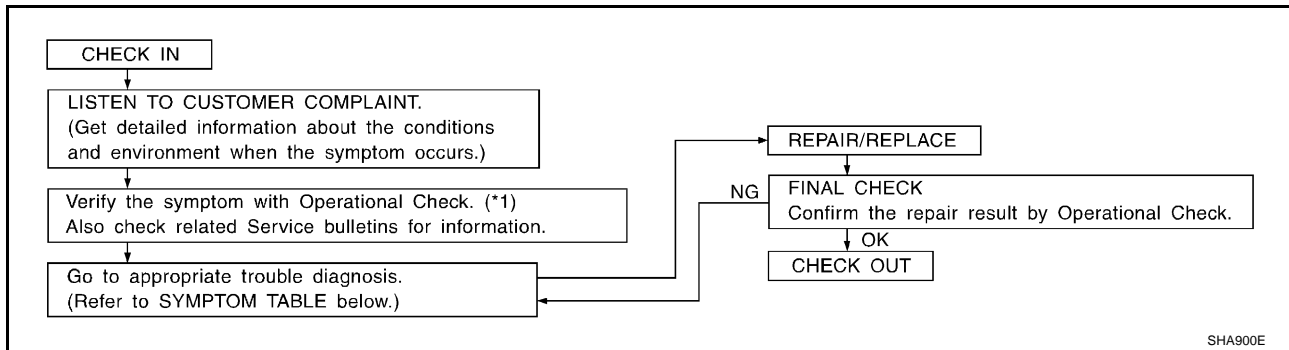 CHECK IN
LISTEN TO CUSTOMER COMPLAINT.
(Get detailed information about the conditions
and environment when the symptom occurs.)
Verify the symptom with Operational Check. (*1)
Also check related Service bulletins for information.
Go to appropriate trouble diagnosis.
(Refer to SYMPTOM TABLE below.)
REPAIR/REPLACE
NG
FINAL CHECK
Confirm the repair result by Operational Check.
OK
CHECK OUT
SHA900E